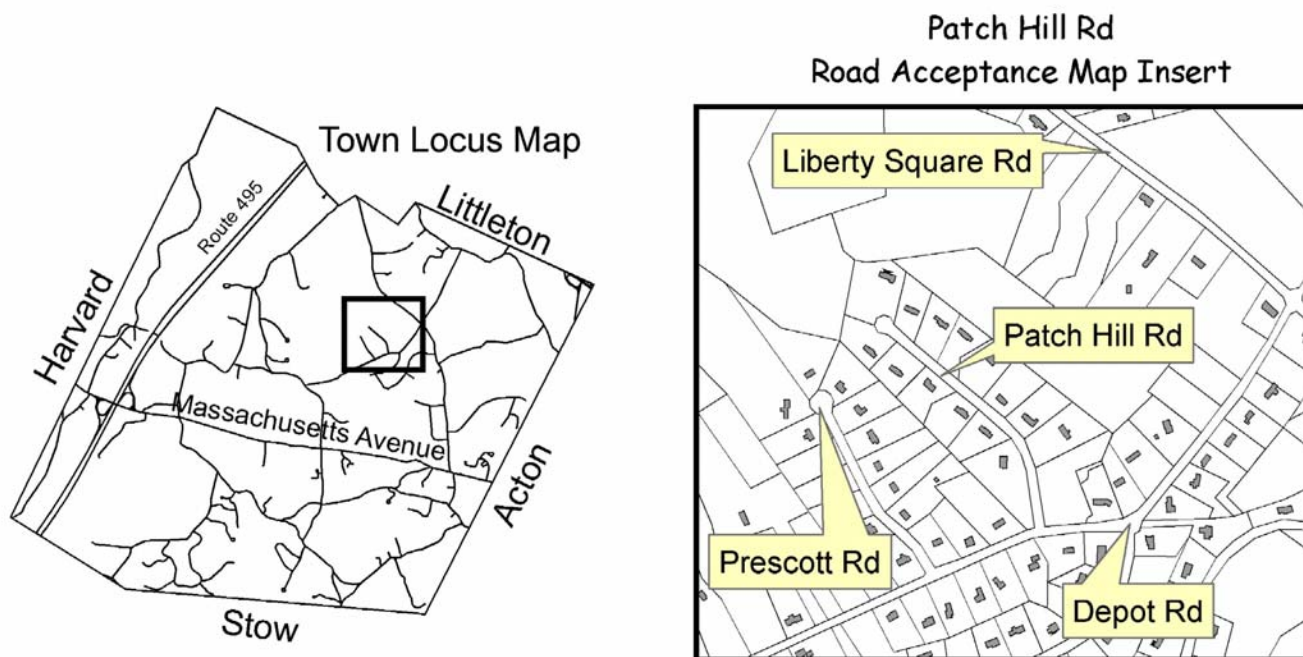 Patch Hill Rd
Road Acceptance Map Insert
Town Locus Map
Route 495
Littleton
Harvard
Massachusetts Avenue
Acton
Stow
Liberty Square Rd
Patch Hill Rd
Prescott Rd
Depot Rd